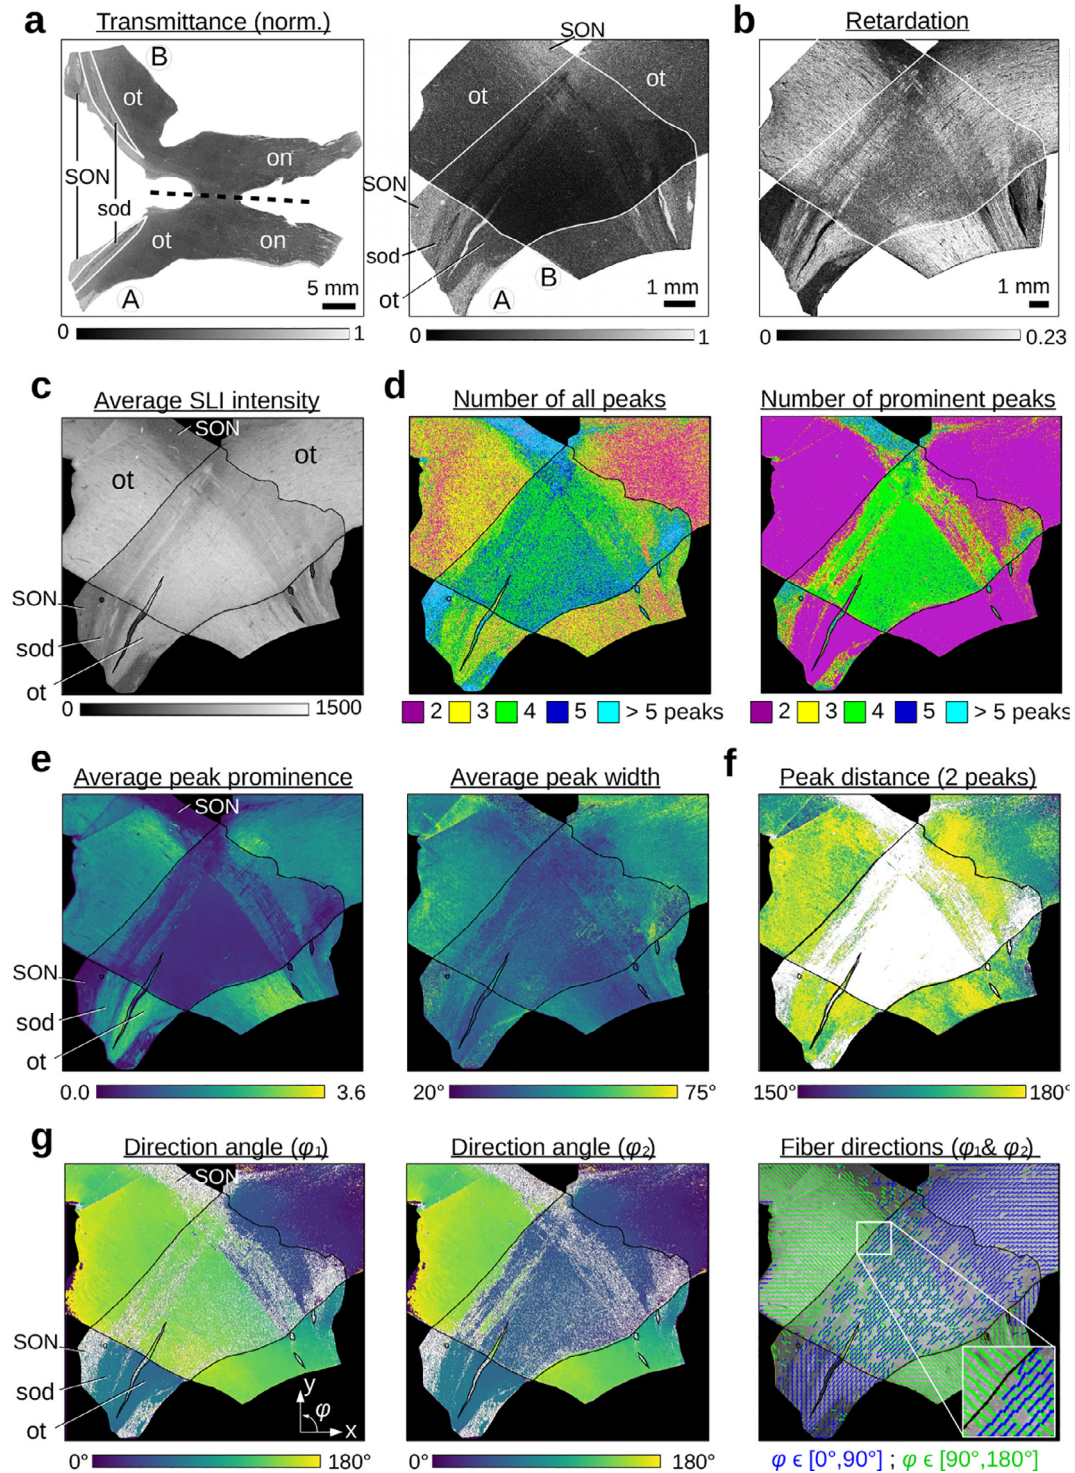 a Transmittance (norm.) b Retardation
B
ot
on
SON
sod
ot
on
A
5 mm
0 1
SON
ot
ot
SON
sod
ot
A
B
1 mm
0 1
1 mm
0 0.23
c Average SLI intensity
SON
ot
ot
SON
sod
ot
0 1500
d Number of all peaks
2 3 4 5 > 5 peaks
Number of prominent peaks
2 3 4 5 > 5 peaks
e Average peak prominence
SON
SON
sod
ot
0.0 3.6
Average peak width
20° 75°
f Peak distance (2 peaks)
150° 180°
g Direction angle (φ₁)
SON
SON
sod
ot
y
φ
x
0° 180°
Direction angle (φ₂)
0° 180°
Fiber directions (φ₁& φ₂)
φ ϵ [0°,90°] ; φ ϵ [90°,180°]